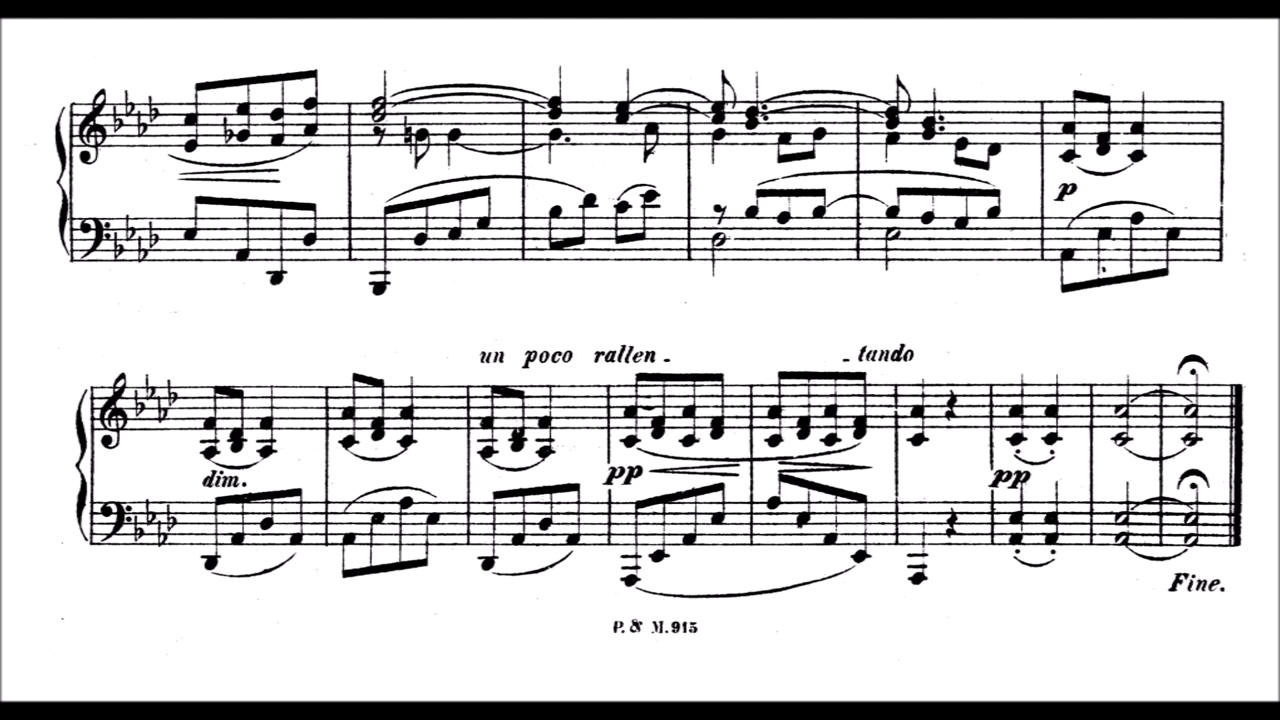 p
un poco rallen - - tando
dim.
pp
pp
Fine.
P. & M. 915